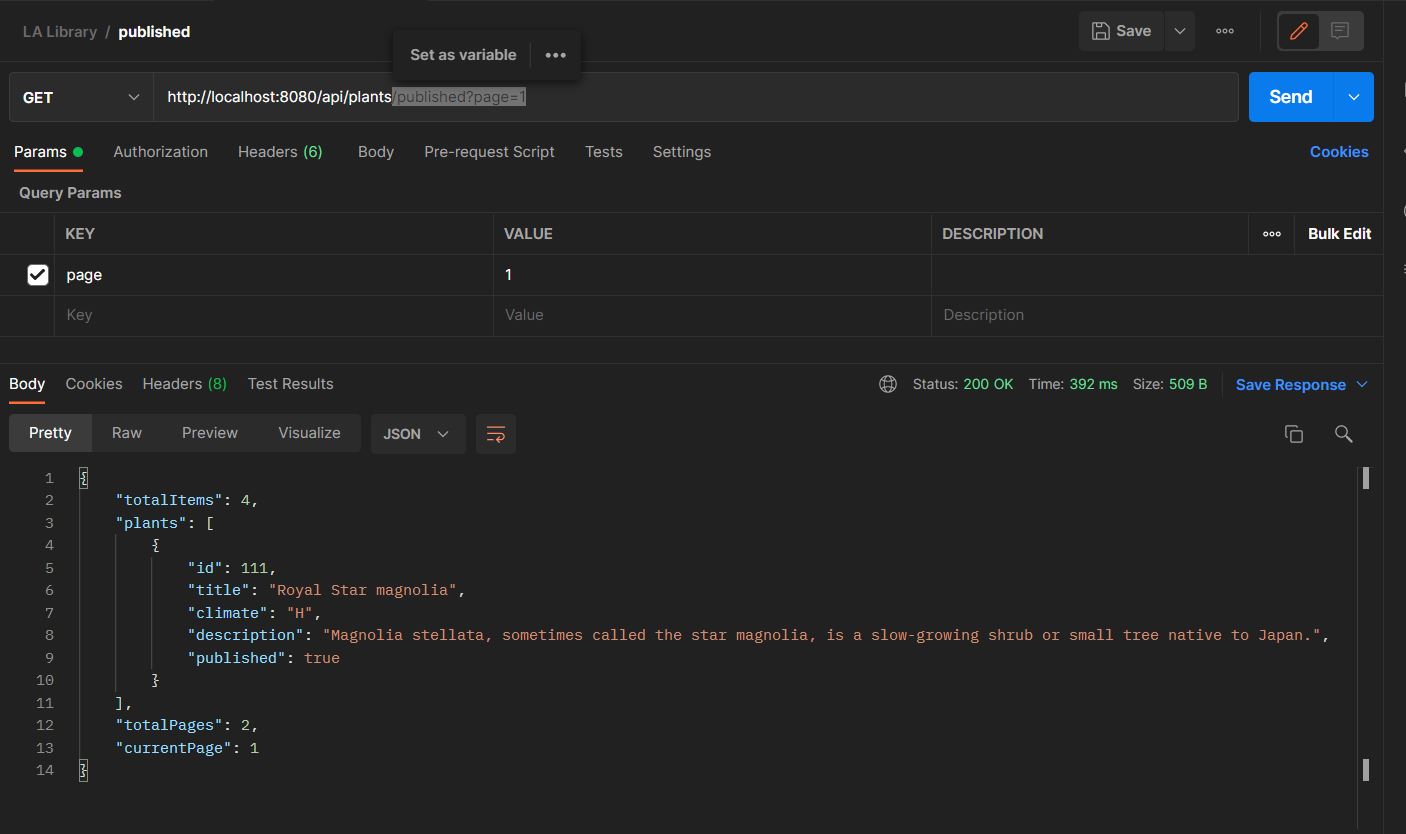 LA Library / published
Save
Set as variable
GET http://localhost:8080/api/plants/published?page=1 Send
Params Authorization Headers (6) Body Pre-request Script Tests Settings Cookies
Query Params
KEY VALUE DESCRIPTION Bulk Edit
page 1
Key Value Description
Body Cookies Headers (8) Test Results Status: 200 OK Time: 392 ms Size: 509 B Save Response
Pretty Raw Preview Visualize JSON
1 {
2 "totalItems": 4,
3 "plants": [
4 {
5 "id": 111,
6 "title": "Royal Star magnolia",
7 "climate": "H",
8 "description": "Magnolia stellata, sometimes called the star magnolia, is a slow-growing shrub or small tree native to Japan.",
9 "published": true
10 }
11 ],
12 "totalPages": 2,
13 "currentPage": 1
14 }